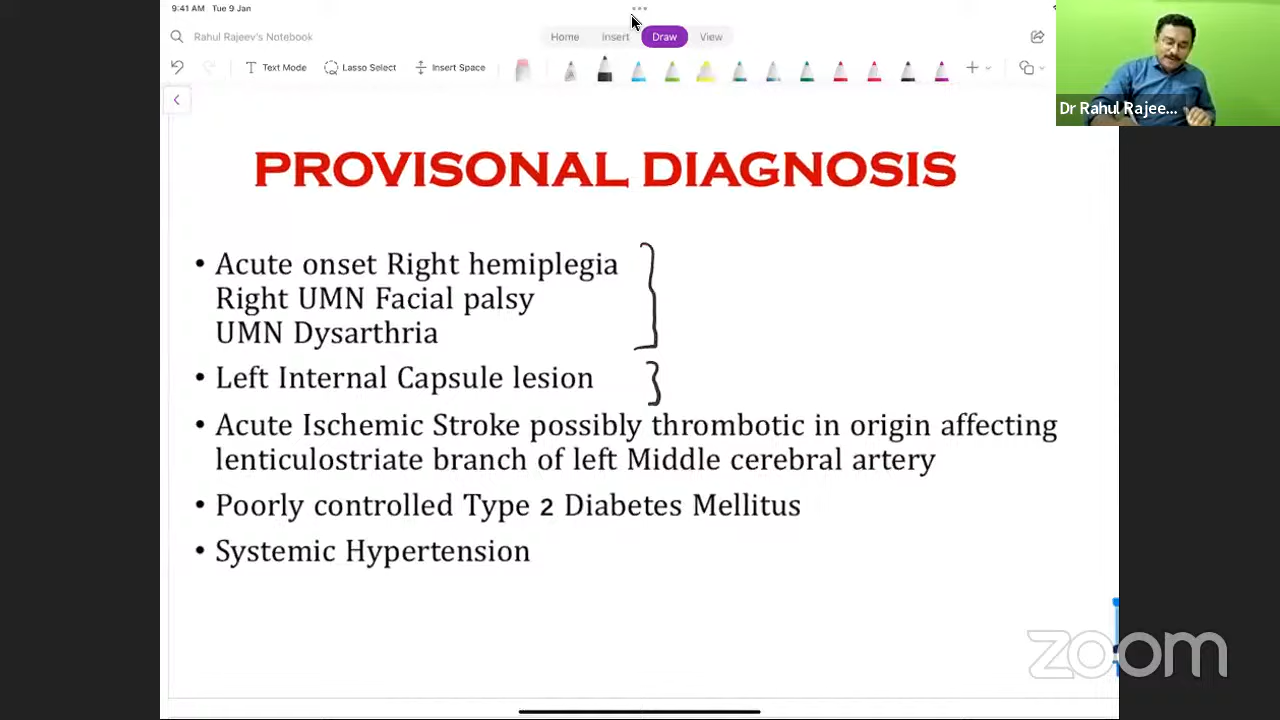 9:41 AM Tue 9 Jan
Rahul Rajeev's Notebook
Home Insert Draw View
Text Mode Lasso Select Insert Space
Dr Rahul Rajee...
PROVISONAL DIAGNOSIS
• Acute onset Right hemiplegia
Right UMN Facial palsy
UMN Dysarthria
• Left Internal Capsule lesion
• Acute Ischemic Stroke possibly thrombotic in origin affecting
lenticulostriate branch of left Middle cerebral artery
• Poorly controlled Type 2 Diabetes Mellitus
• Systemic Hypertension
zoom